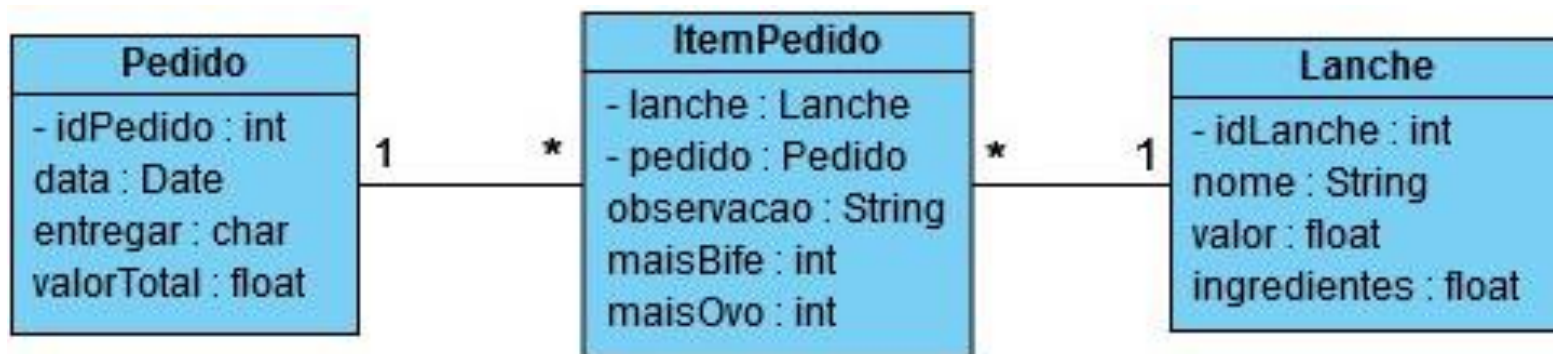 Pedido
- idPedido : int
data : Date
entregar : char
valorTotal : float
1
*
ItemPedido
- lanche : Lanche
- pedido : Pedido
observacao : String
maisBife : int
maisOvo : int
*
1
Lanche
- idLanche : int
nome : String
valor : float
ingredientes : float